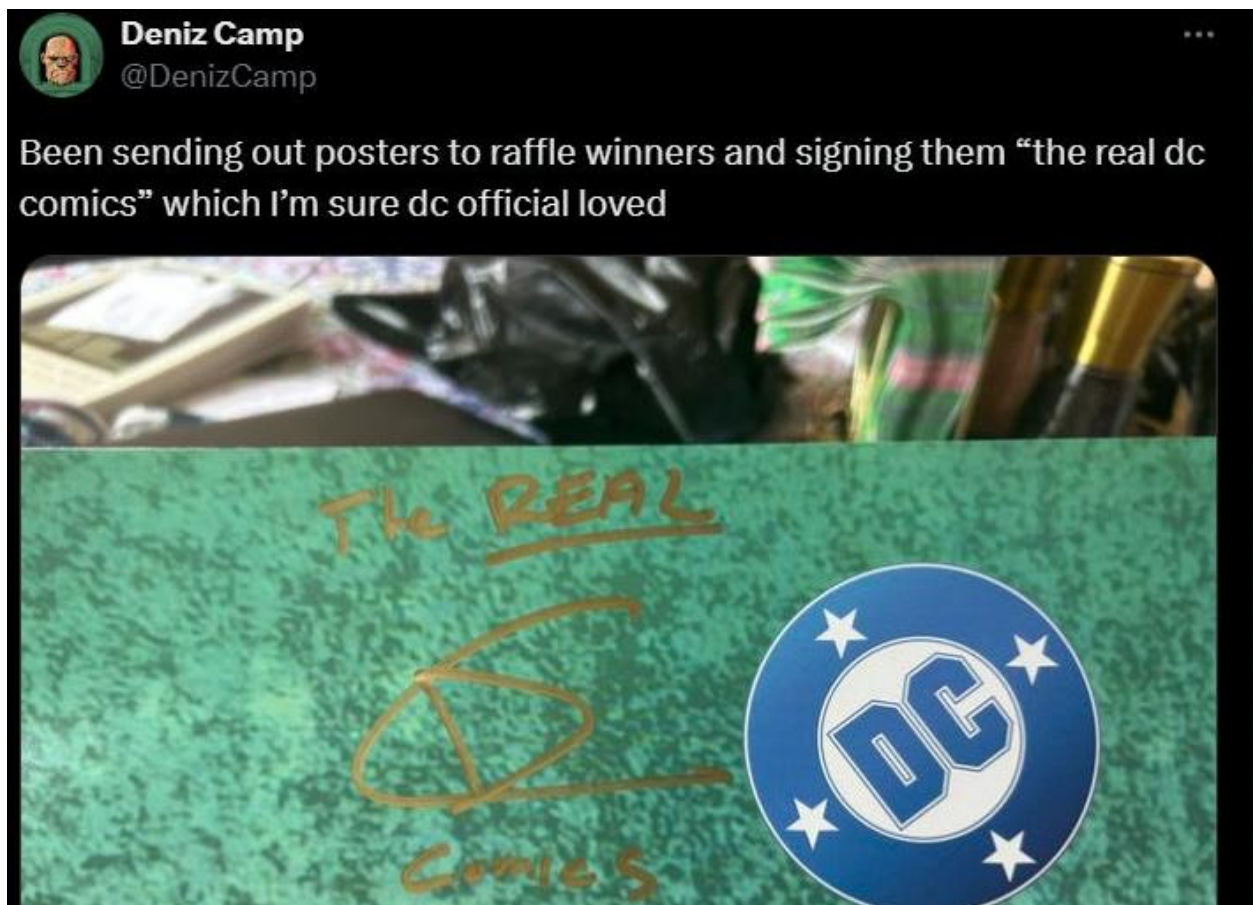 Deniz Camp
@DenizCamp
Been sending out posters to raffle winners and signing them “the real dc
comics” which I’m sure dc official loved
The REAL
DC
Comics
DC